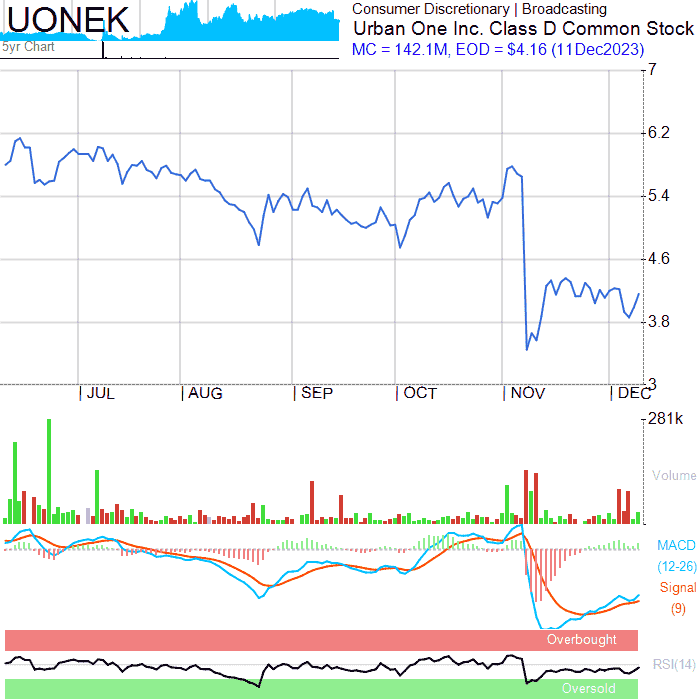 UONEK
5yr Chart
Consumer Discretionary | Broadcasting
Urban One Inc. Class D Common Stock
MC = 142.1M, EOD = $4.16 (11Dec2023)
7
6.2
5.4
4.6
3.8
3
JUL AUG SEP OCT NOV DEC
281k
Volume
MACD
(12-26)
Signal
(9)
Overbought
RSI(14)
Oversold